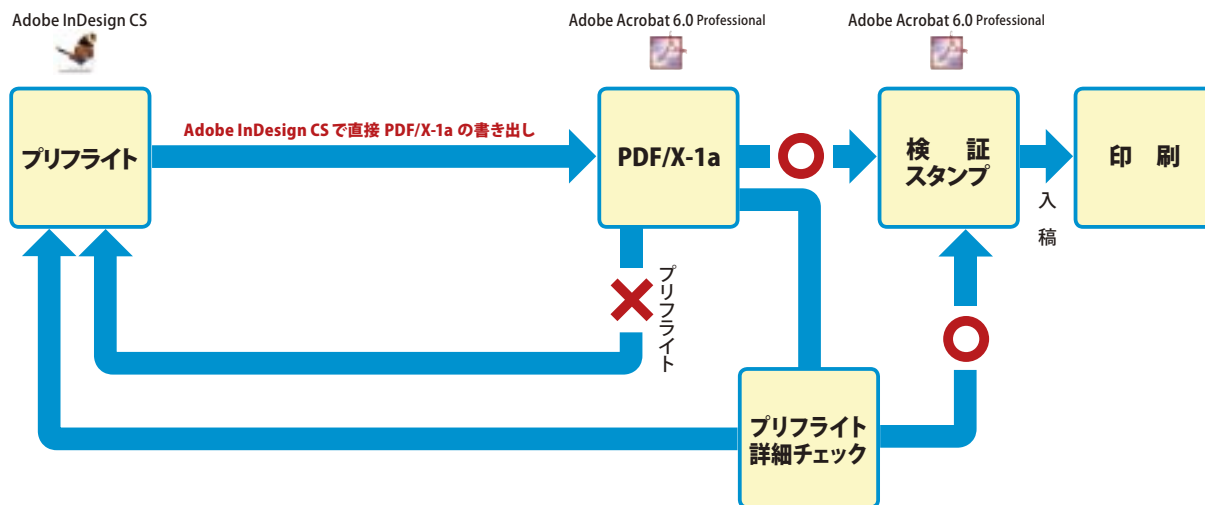 Adobe InDesign CS
Adobe Acrobat 6.0 Professional
Adobe Acrobat 6.0 Professional
プリフライト
Adobe InDesign CS で直接 PDF/X-1a の書き出し
PDF/X-1a
検 証
スタンプ
入稿
印 刷
プリフライト
プリフライト
詳細チェック